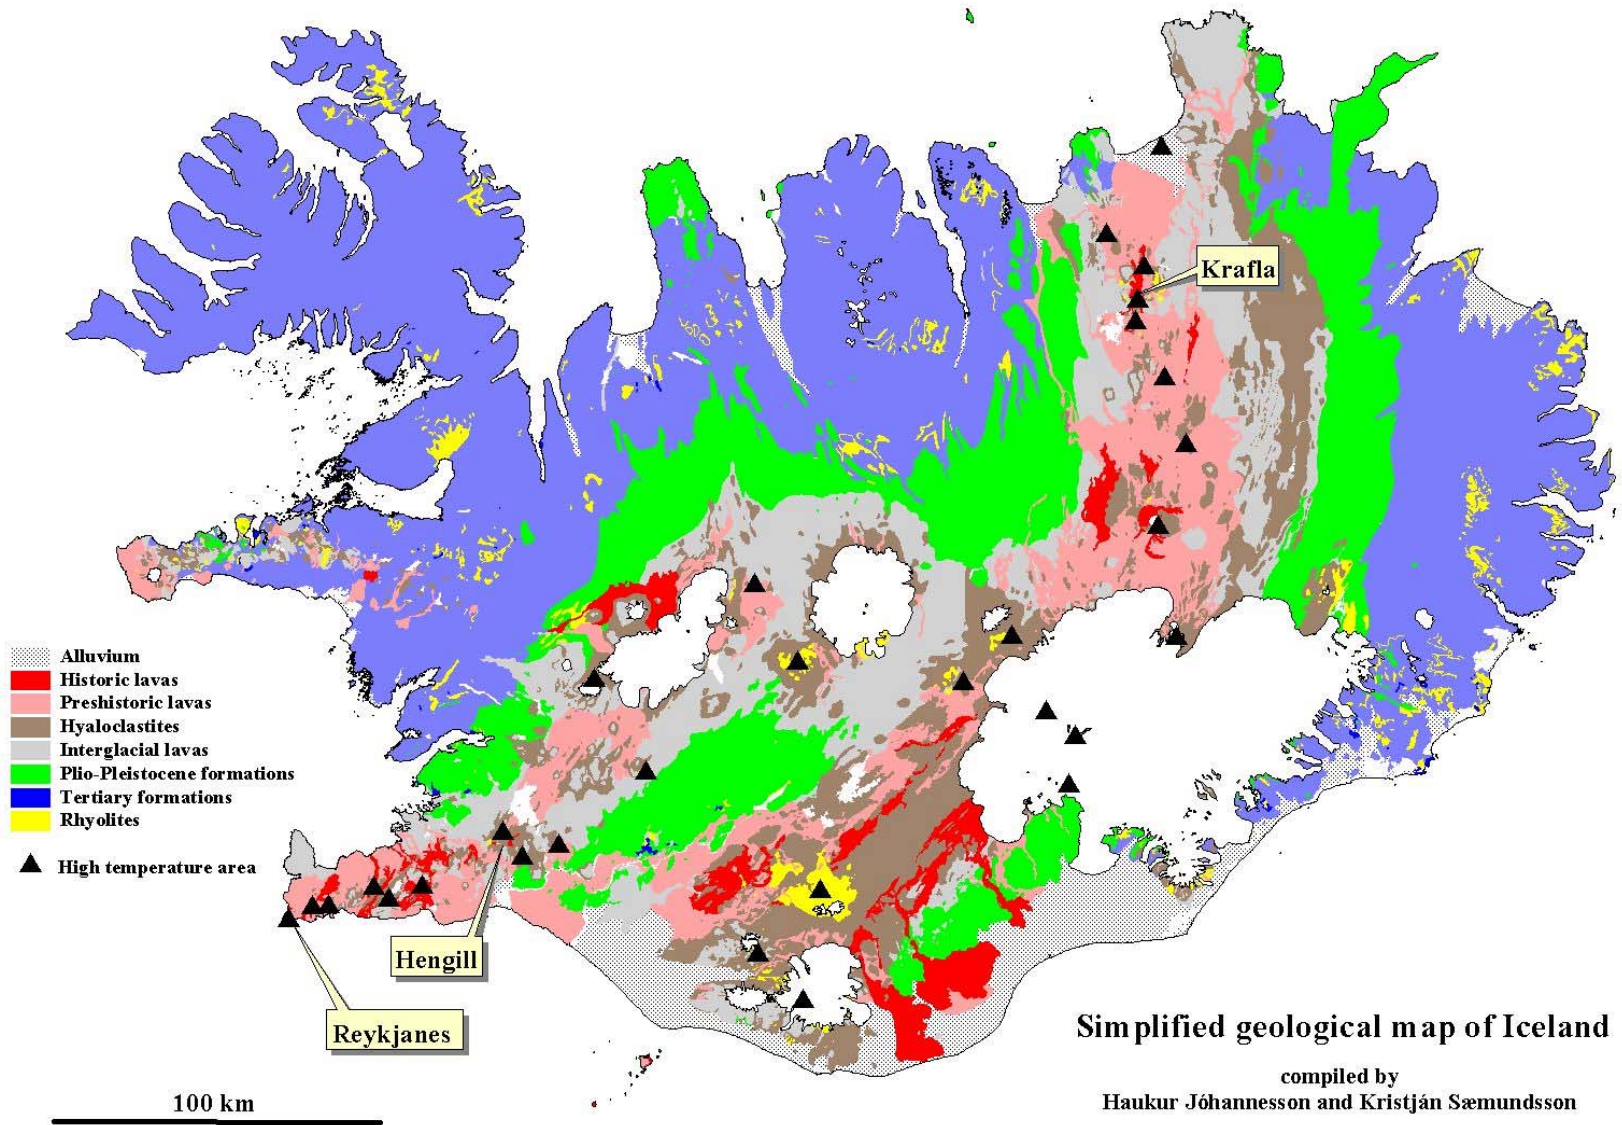 Krafla
Alluvium
Historic lavas
Preshistoric lavas
Hyaloclastites
Interglacial lavas
Plio-Pleistocene formations
Tertiary formations
Rhyolites
High temperature area
Hengill
Reykjanes
Simplified geological map of Iceland
compiled by
Haukur Jóhannesson and Kristján Sæmundsson
100 km